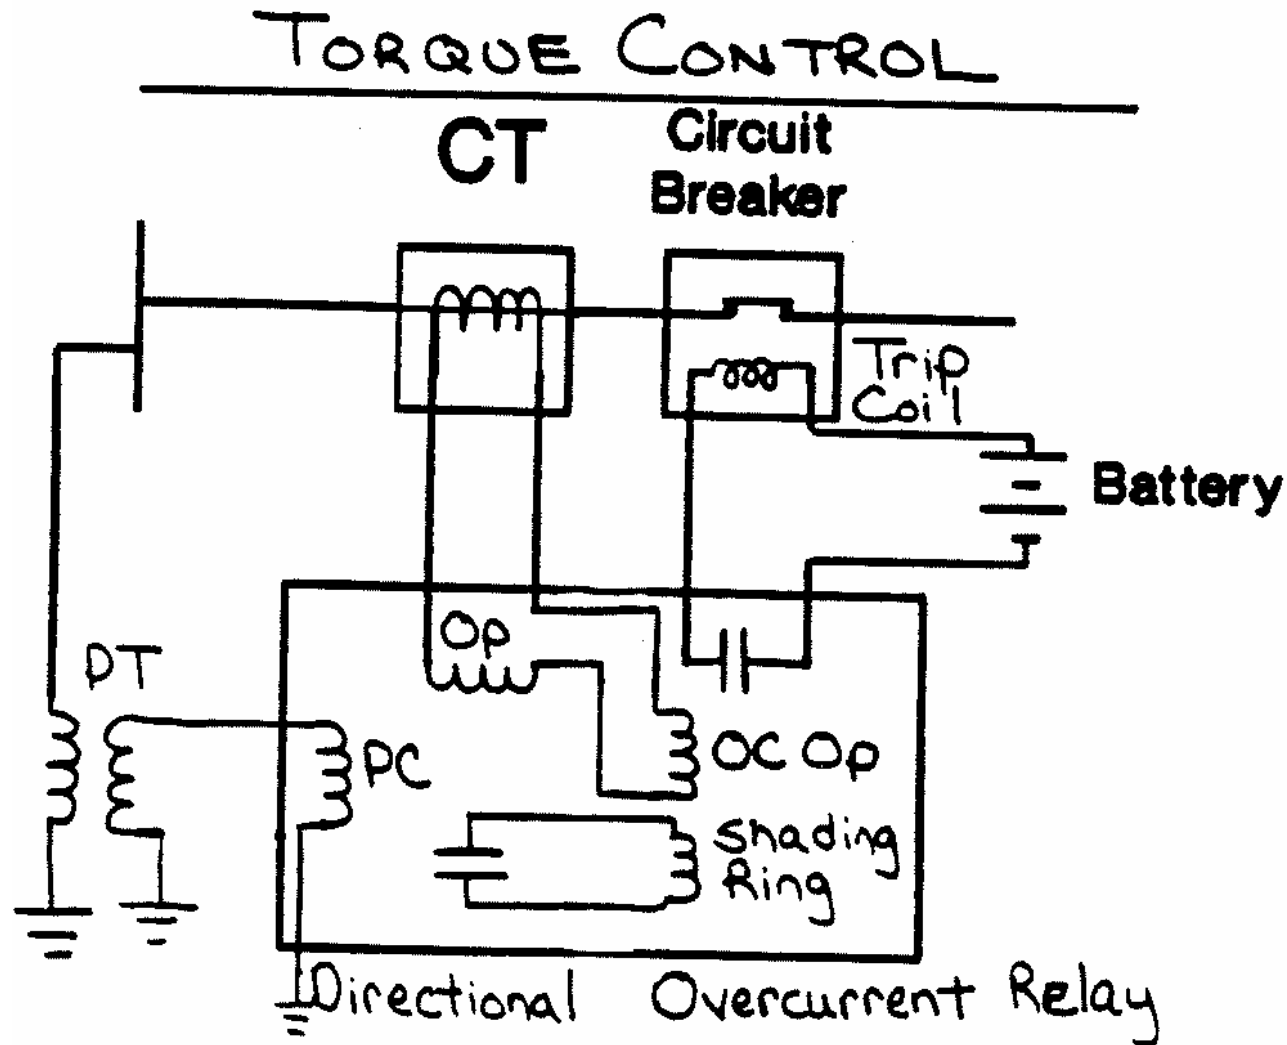 TORQUE CONTROL
CT
Circuit
Breaker
Trip
Coil
Battery
Op
PT
PC
OC Op
Shading
Ring
Directional Overcurrent Relay